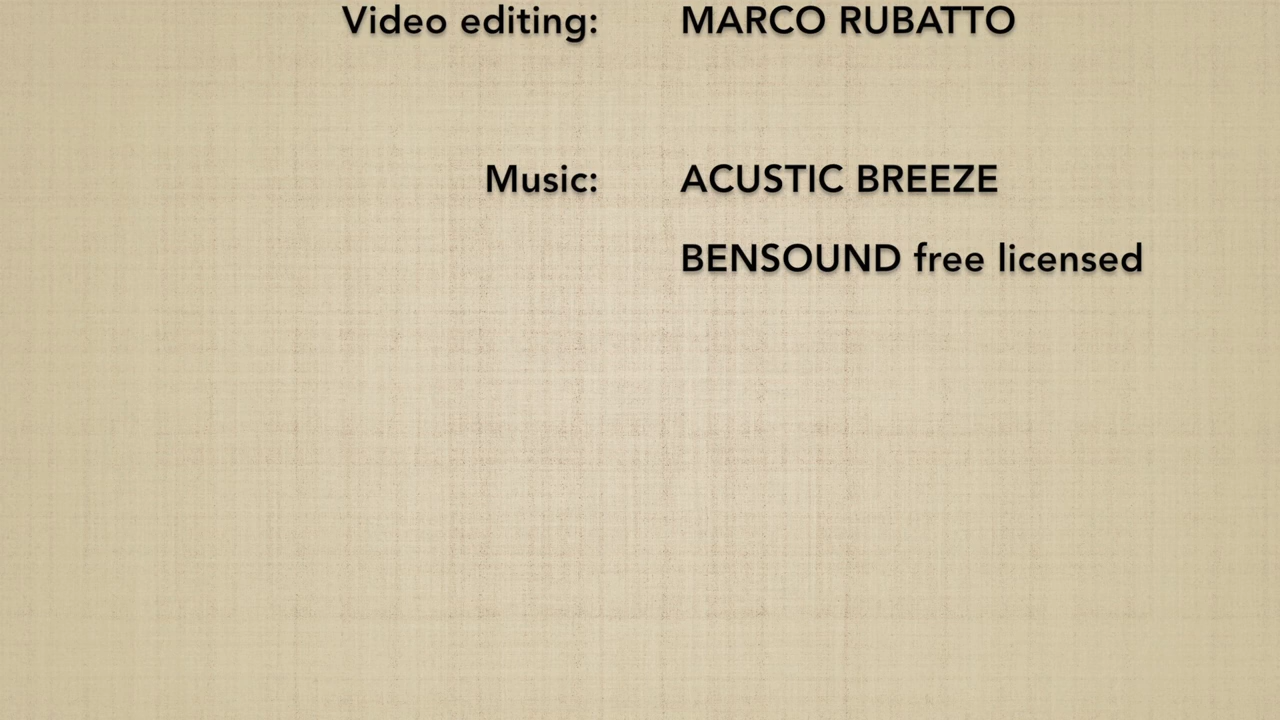 Video editing: MARCO RUBATTO
Music: ACUSTIC BREEZE
BENSOUND free licensed